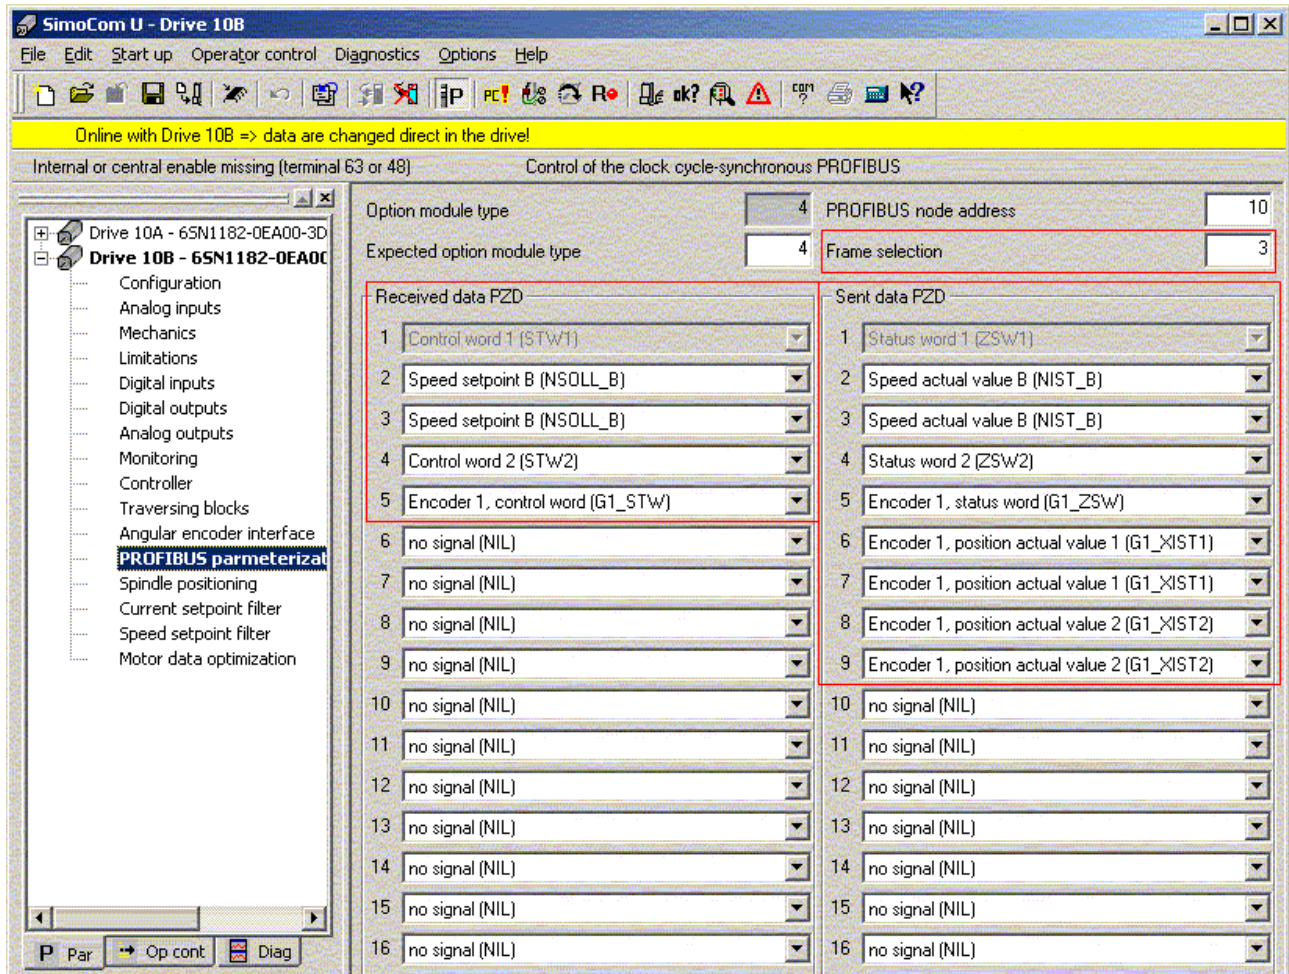 SimoCom U - Drive 10B
File Edit Start up Operator control Diagnostics Options Help
P PC! R ok? com ?
Online with Drive 10B => data are changed direct in the drive!
Internal or central enable missing (terminal 63 or 48) Control of the clock cycle-synchronous PROFIBUS
Drive 10A - 6SN1182-0EA00-3D
Drive 10B - 6SN1182-0EA00
Configuration
Analog inputs
Mechanics
Limitations
Digital inputs
Digital outputs
Analog outputs
Monitoring
Controller
Traversing blocks
Angular encoder interface
PROFIBUS parmeterizat
Spindle positioning
Current setpoint filter
Speed setpoint filter
Motor data optimization
P Par Op cont Diag
Option module type 4 PROFIBUS node address 10
Expected option module type 4 Frame selection 3
Received data PZD
1 Control word 1 (STW1)
2 Speed setpoint B (NSOLL_B)
3 Speed setpoint B (NSOLL_B)
4 Control word 2 (STW2)
5 Encoder 1, control word (G1_STW)
6 no signal (NIL)
7 no signal (NIL)
8 no signal (NIL)
9 no signal (NIL)
10 no signal (NIL)
11 no signal (NIL)
12 no signal (NIL)
13 no signal (NIL)
14 no signal (NIL)
15 no signal (NIL)
16 no signal (NIL)
Sent data PZD
1 Status word 1 (ZSW1)
2 Speed actual value B (NIST_B)
3 Speed actual value B (NIST_B)
4 Status word 2 (ZSW2)
5 Encoder 1, status word (G1_ZSW)
6 Encoder 1, position actual value 1 (G1_XIST1)
7 Encoder 1, position actual value 1 (G1_XIST1)
8 Encoder 1, position actual value 2 (G1_XIST2)
9 Encoder 1, position actual value 2 (G1_XIST2)
10 no signal (NIL)
11 no signal (NIL)
12 no signal (NIL)
13 no signal (NIL)
14 no signal (NIL)
15 no signal (NIL)
16 no signal (NIL)